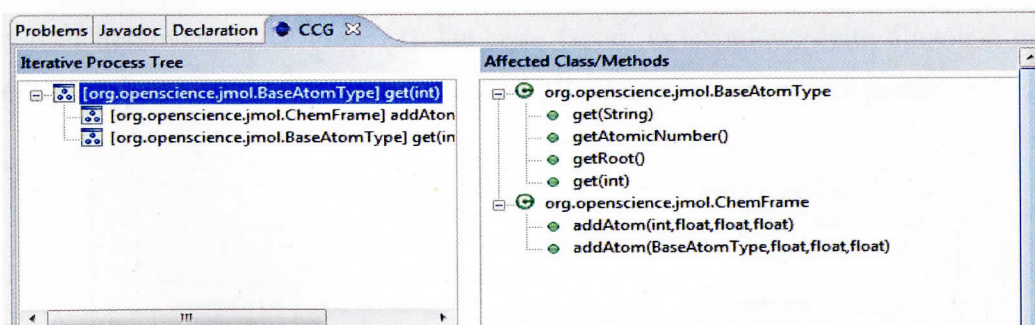 Problems Javadoc Declaration CCG
Iterative Process Tree
[org.openscience.jmol.BaseAtomType] get(int)
[org.openscience.jmol.ChemFrame] addAton
[org.openscience.jmol.BaseAtomType] get(in
Affected Class/Methods
org.openscience.jmol.BaseAtomType
get(String)
getAtomicNumber()
getRoot()
get(int)
org.openscience.jmol.ChemFrame
addAtom(int,float,float,float)
addAtom(BaseAtomType,float,float,float)